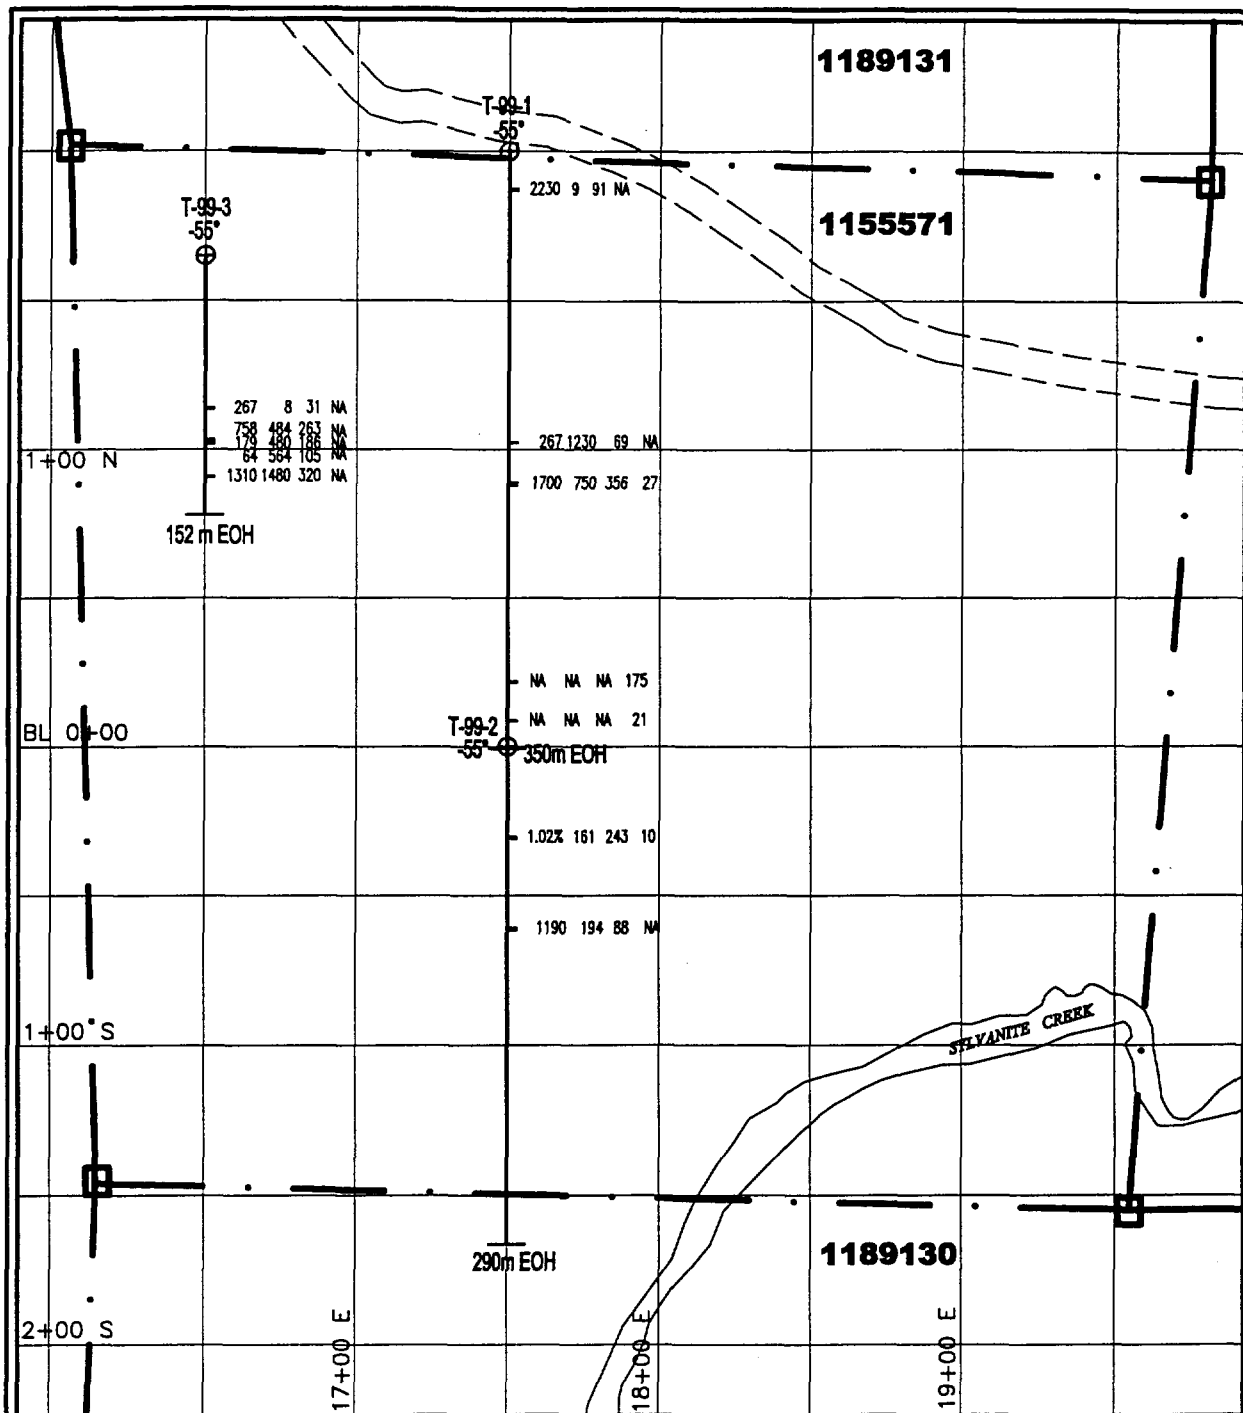 1189131
T-99-1
-55°
2230 9 91 NA
T-99-3
-55°
1155571
267 8 31 NA
758 484 263 NA
179 480 186 NA
64 564 105 NA
1310 1480 320 NA
1+00 N
267 1230 69 NA
1700 750 356 27
152 m EOH
NA NA NA 175
NA NA NA 21
BL 0+00
T-99-2
-55°
350m EOH
1.02% 161 243 10
1190 194 88 NA
1+00 S
SYLVANITE CREEK
1189130
290m EOH
2+00 S
17+00 E
18+00 E
19+00 E